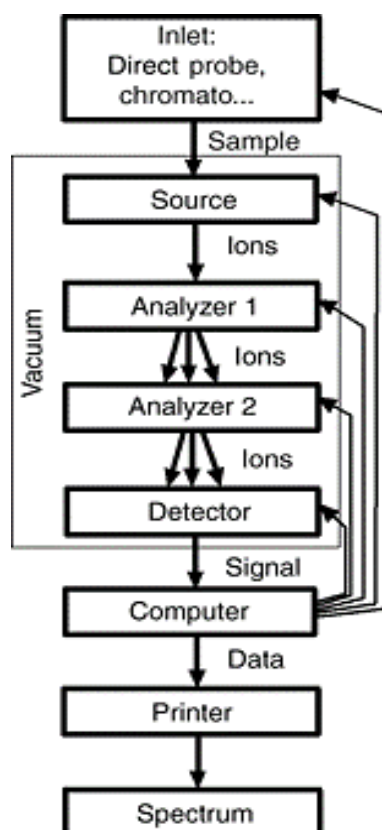 Inlet:
Direct probe,
chromato...
Sample
Source
Ions
Analyzer 1
Ions
Analyzer 2
Ions
Detector
Vacuum
Signal
Computer
Data
Printer
Spectrum